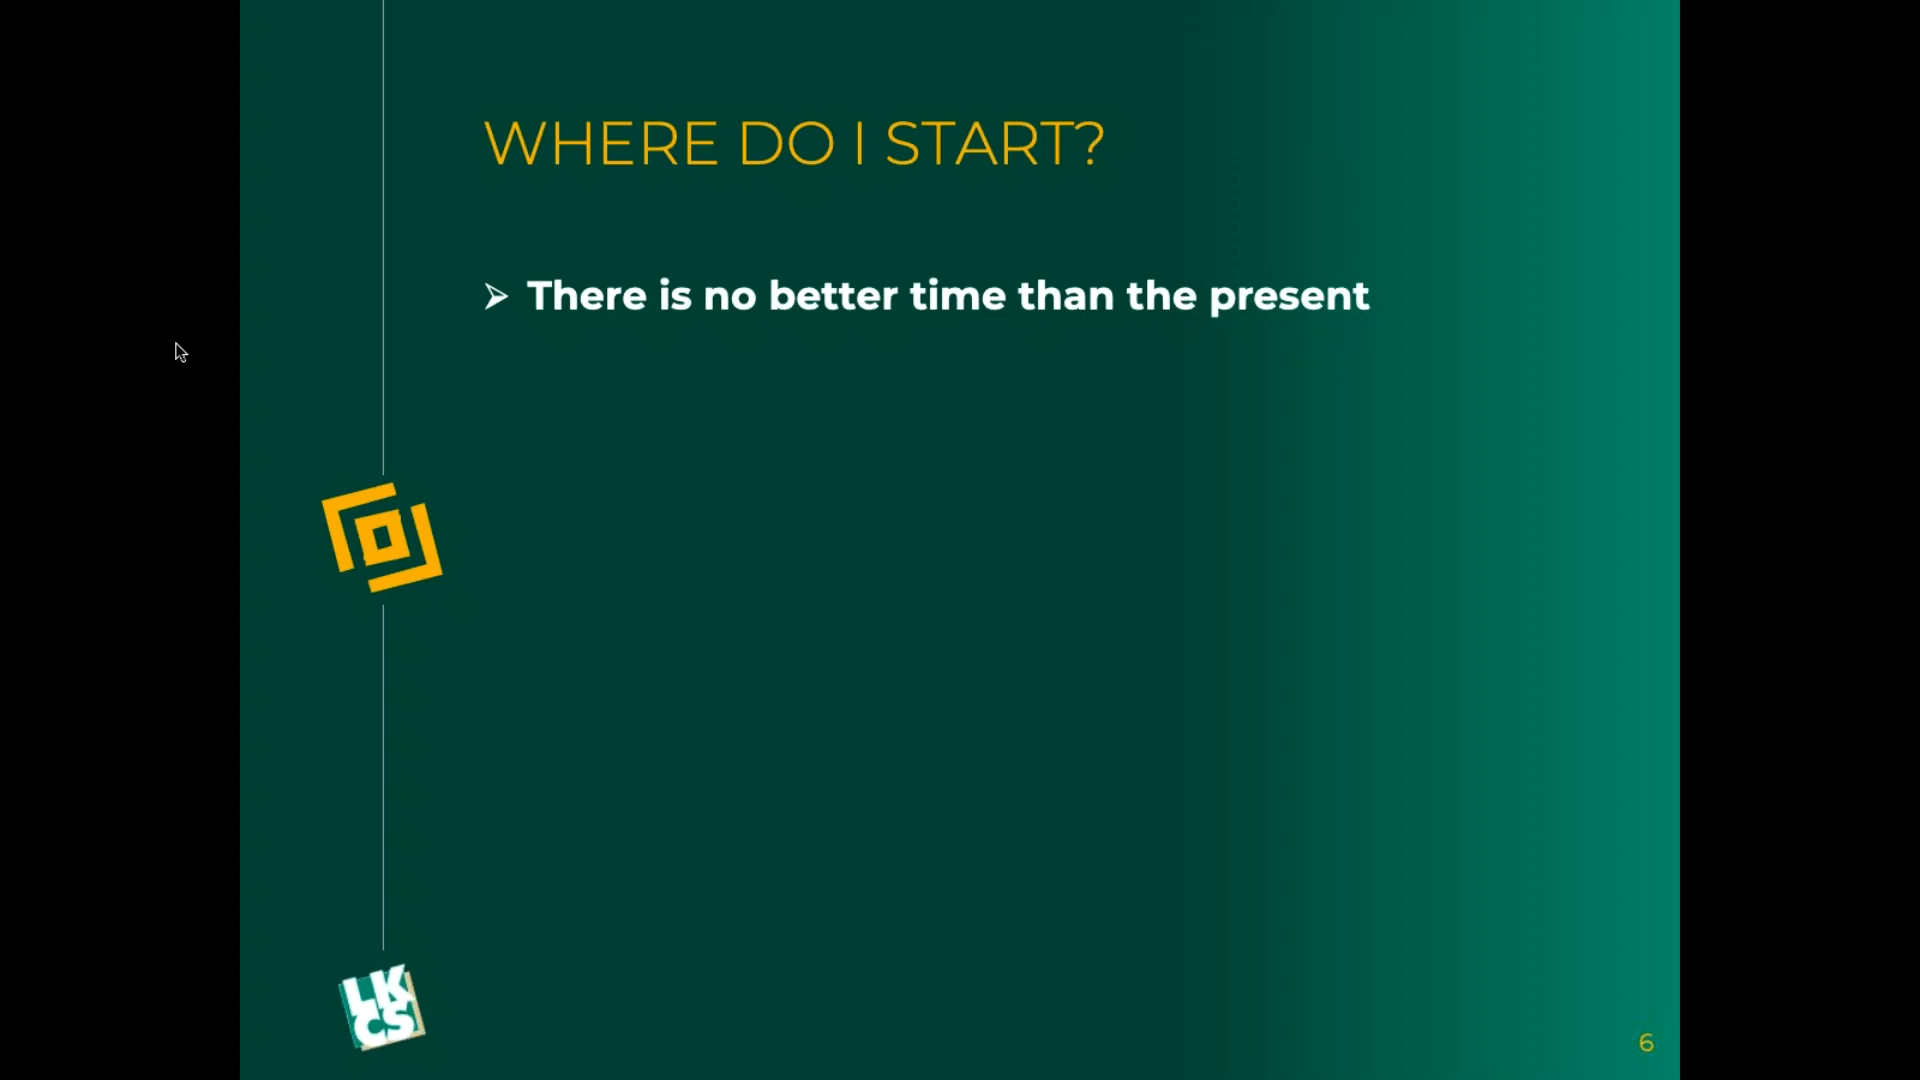 WHERE DO I START?
➢ There is no better time than the present
LK
CS
6